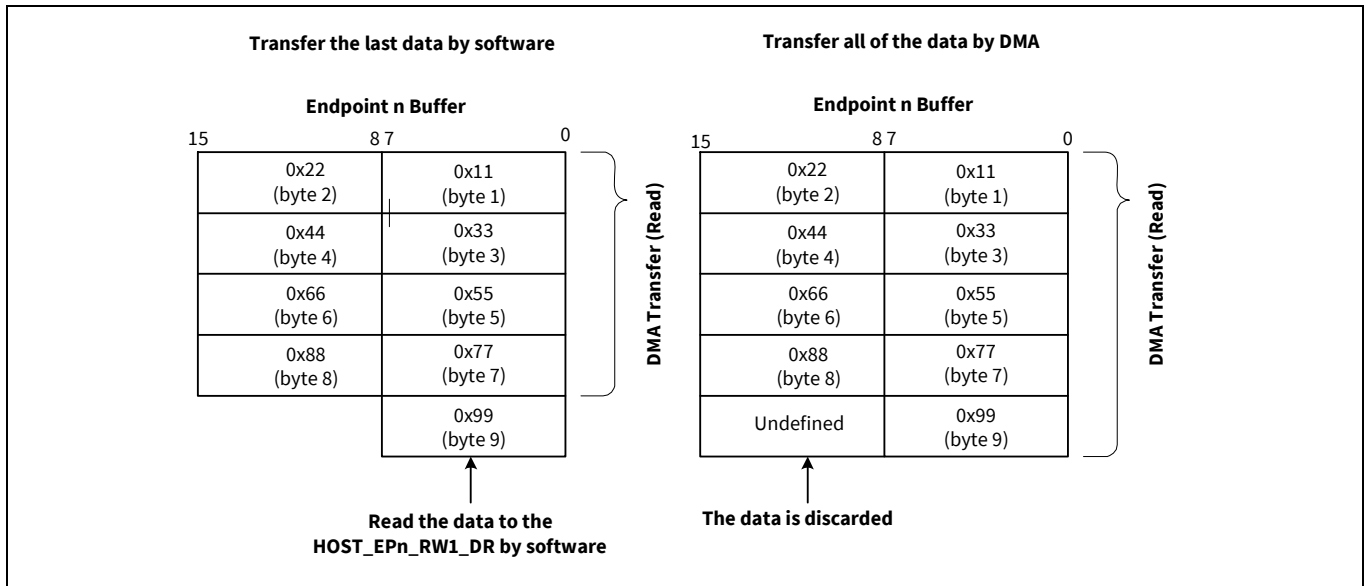 Transfer the last data by software
Transfer all of the data by DMA
Endpoint n Buffer
15 8 7 0
0x22 0x11
(byte 2) (byte 1)
0x44 0x33
(byte 4) (byte 3)
0x66 0x55
(byte 6) (byte 5)
0x88 0x77
(byte 8) (byte 7)
0x99
(byte 9)
DMA Transfer (Read)
Read the data to the
HOST_EPn_RW1_DR by software
Endpoint n Buffer
15 8 7 0
0x22 0x11
(byte 2) (byte 1)
0x44 0x33
(byte 4) (byte 3)
0x66 0x55
(byte 6) (byte 5)
0x88 0x77
(byte 8) (byte 7)
Undefined 0x99
(byte 9)
DMA Transfer (Read)
The data is discarded